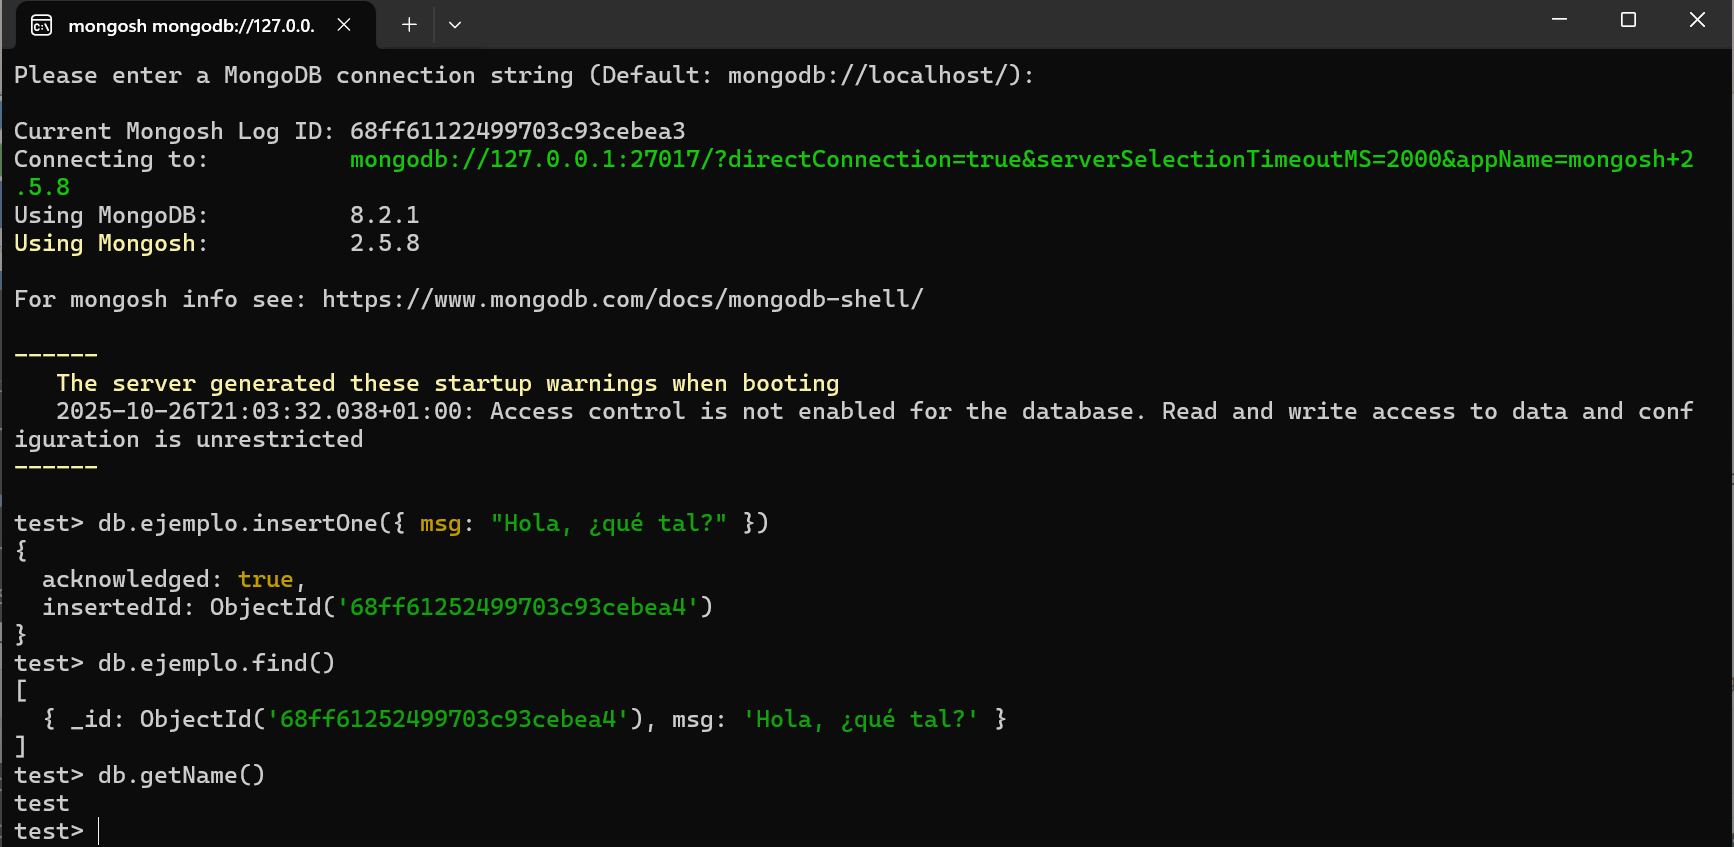 mongosh mongodb://127.0.0.
Please enter a MongoDB connection string (Default: mongodb://localhost/):
Current Mongosh Log ID: 68ff61122499703c93cebea3
Connecting to:          mongodb://127.0.0.1:27017/?directConnection=true&serverSelectionTimeoutMS=2000&appName=mongosh+2
.5.8
Using MongoDB:          8.2.1
Using Mongosh:          2.5.8
For mongosh info see: https://www.mongodb.com/docs/mongodb-shell/
------
   The server generated these startup warnings when booting
   2025-10-26T21:03:32.038+01:00: Access control is not enabled for the database. Read and write access to data and conf
iguration is unrestricted
------
test> db.ejemplo.insertOne({ msg: "Hola, ¿qué tal?" })
{
  acknowledged: true,
  insertedId: ObjectId('68ff61252499703c93cebea4')
}
test> db.ejemplo.find()
[
  { _id: ObjectId('68ff61252499703c93cebea4'), msg: 'Hola, ¿qué tal?' }
]
test> db.getName()
test
test>